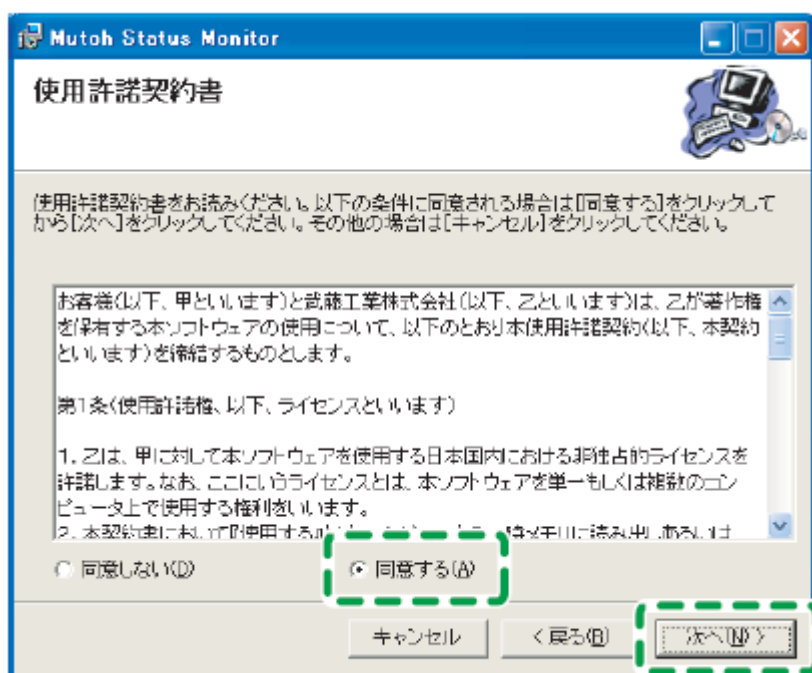 Mutoh Status Monitor
使用許諾契約書
使用許諾契約書をお読みください。以下の条件に同意される場合は[同意する]をクリックして
から[次へ]をクリックしてください。その他の場合は[キャンセル]をクリックしてください。
お客様(以下、甲といいます)と武藤工業株式会社(以下、乙といいます)は、乙が著作権
を保有する本ソフトウェアの使用について、以下のとおり本使用許諾契約(以下、本契約
といいます)を締結するものとします。
第1条(使用許諾権、以下、ライセンスといいます)
1. 乙は、甲に対して本ソフトウェアを使用する日本国内における非独占的ライセンスを
許諾します。なお、ここにいうライセンスとは、本ソフトウェアを単一もしくは複数のコン
ピュータ上で使用する権利をいいます。
2. 本契約書において『使用する』とは、
同意しない(D)
同意する(A)
キャンセル
< 戻る(B)
次へ(N) >